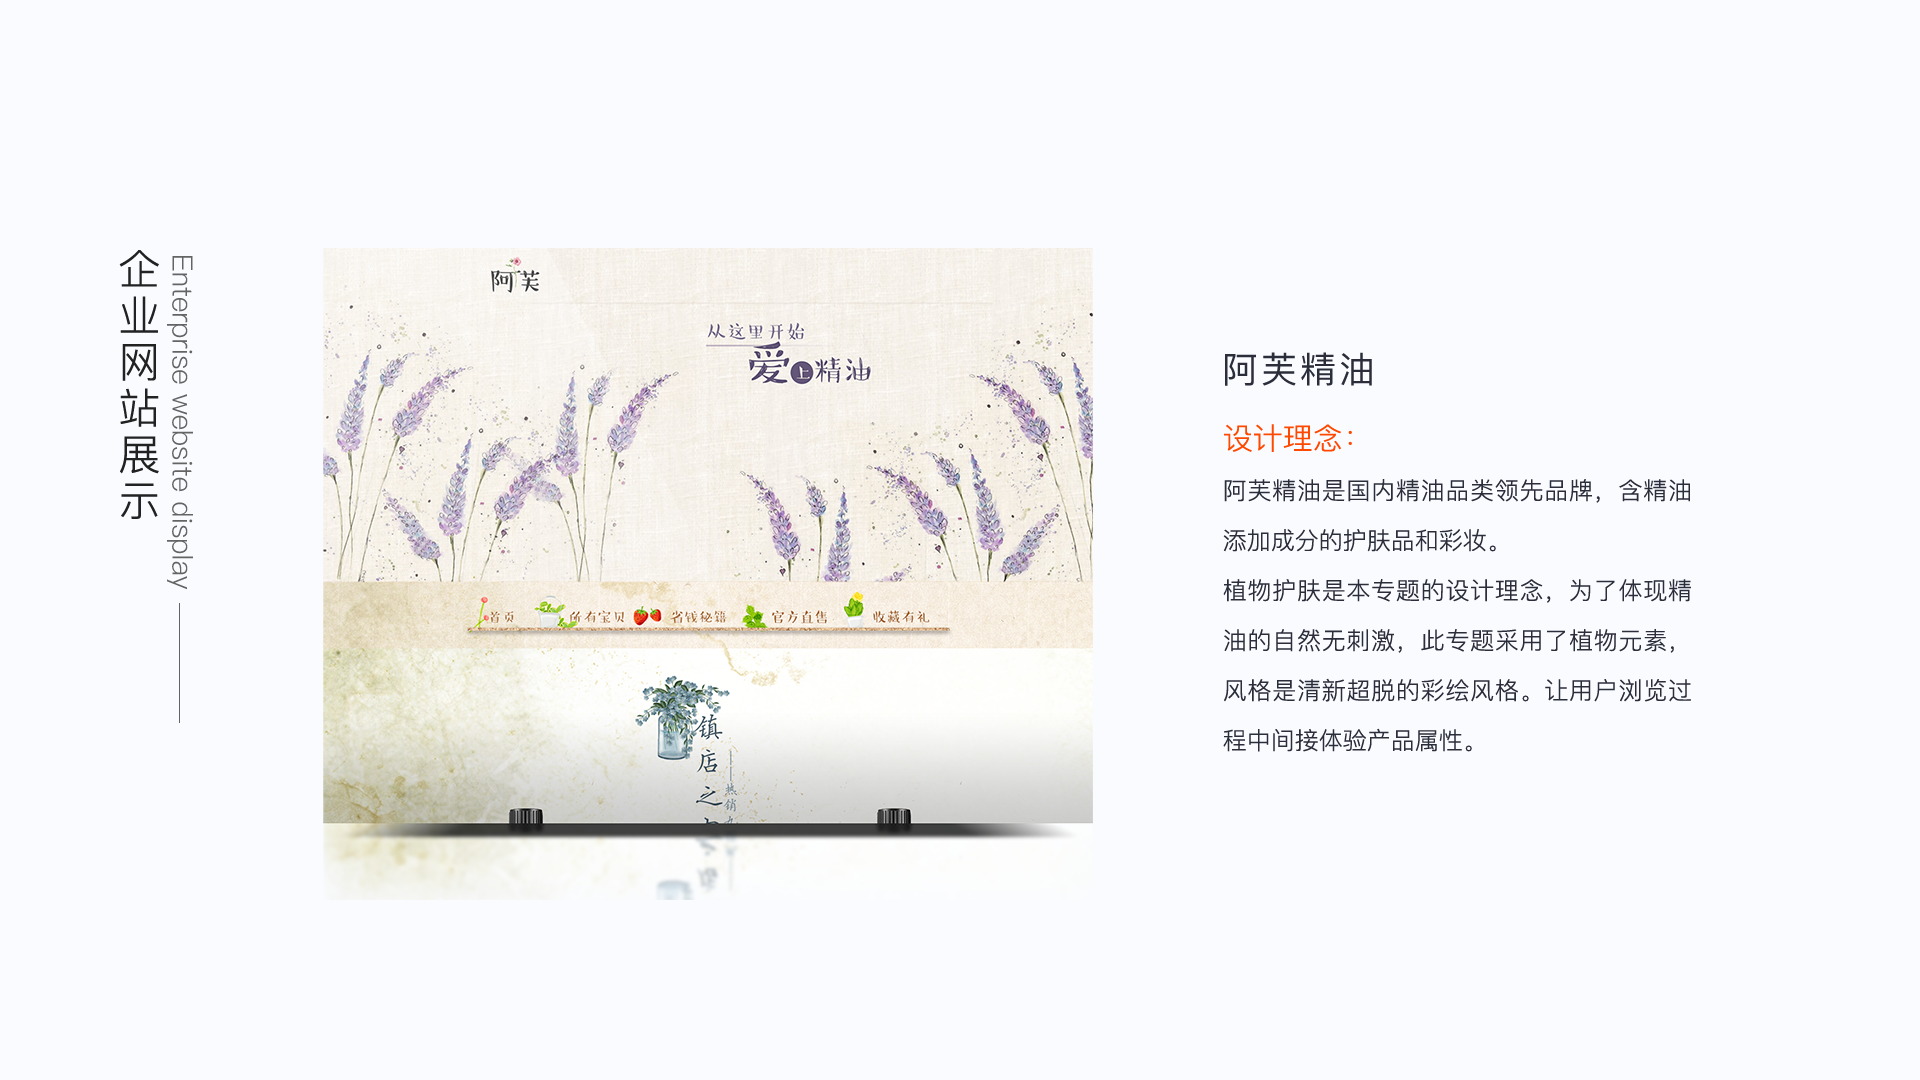 企业网站展示
Enterprise website display
阿芙
从这里开始
爱上精油
首页
所有宝贝
省钱秘籍
官方直售
收藏有礼
镇店之
热销
阿芙精油
设计理念：
阿芙精油是国内精油品类领先品牌，含精油
添加成分的护肤品和彩妆。
植物护肤是本专题的设计理念，为了体现精
油的自然无刺激，此专题采用了植物元素，
风格是清新超脱的彩绘风格。让用户浏览过
程中间接体验产品属性。